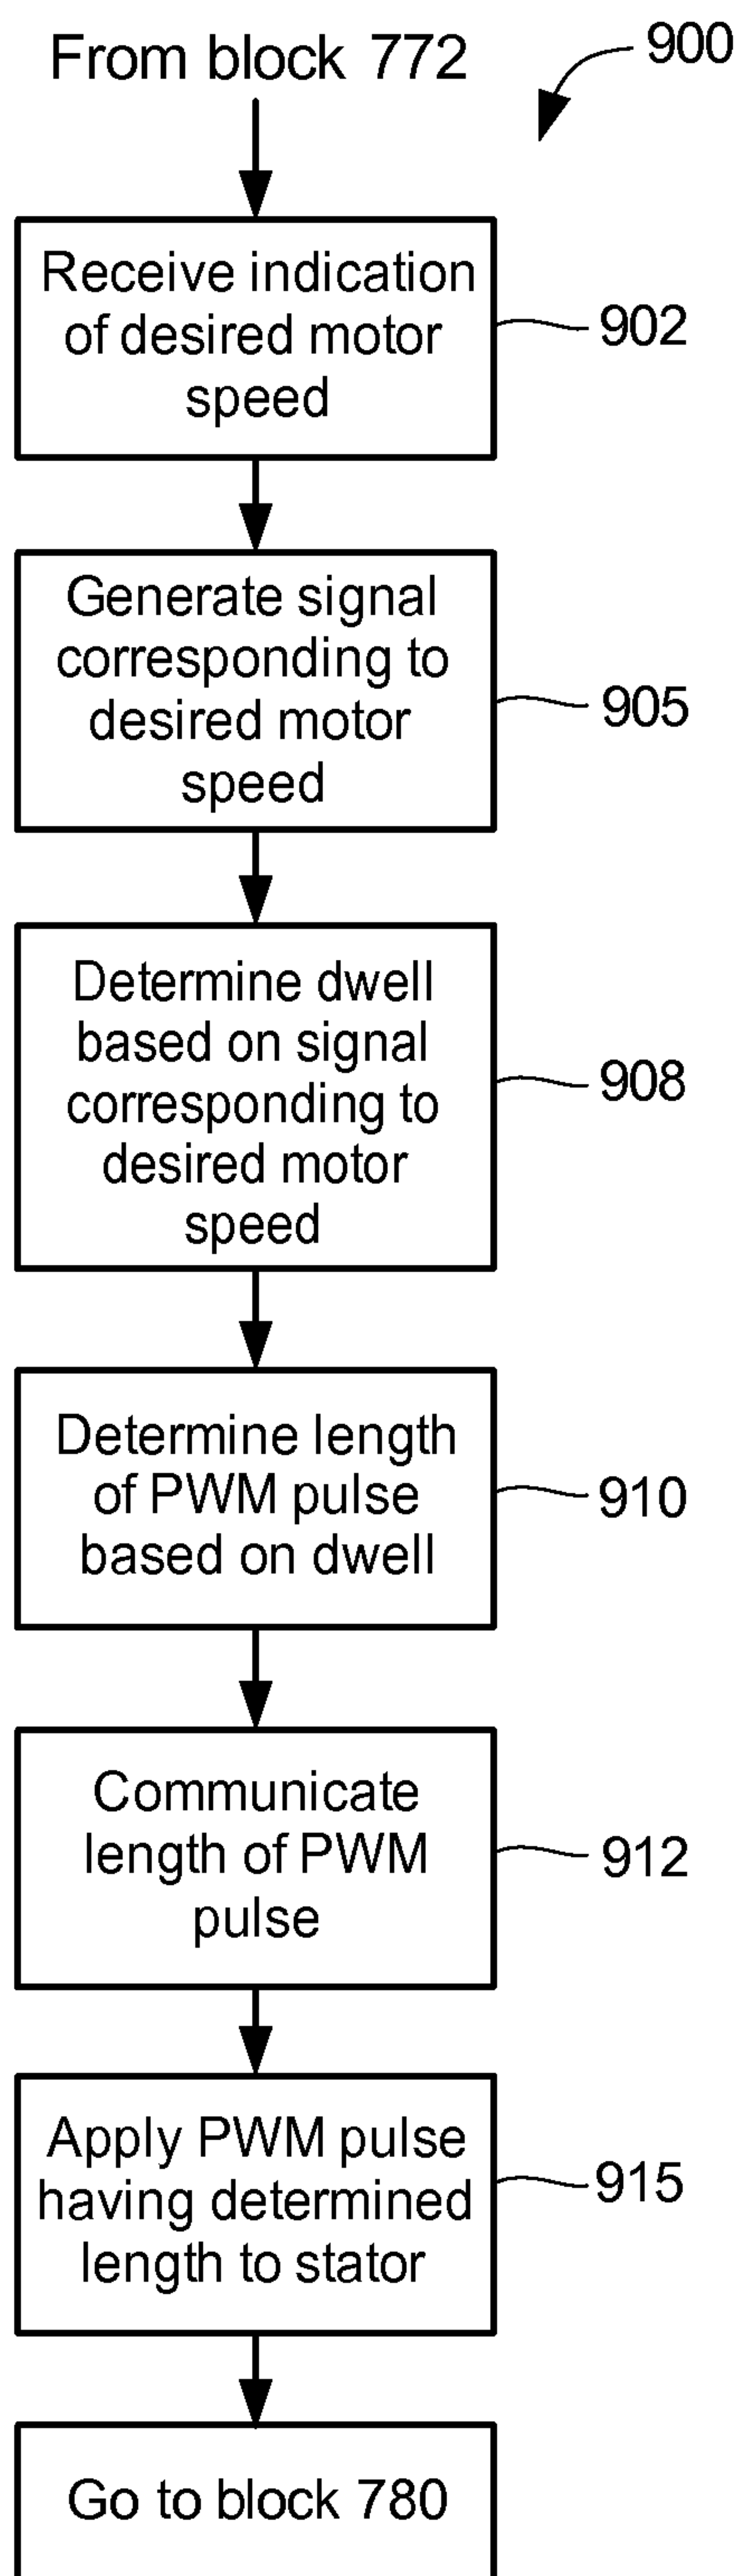 From block 772
900
Receive indication
of desired motor
speed
902
Generate signal
corresponding to
desired motor
speed
905
Determine dwell
based on signal
corresponding to
desired motor
speed
908
Determine length
of PWM pulse
based on dwell
910
Communicate
length of PWM
pulse
912
Apply PWM pulse
having determined
length to stator
915
Go to block 780